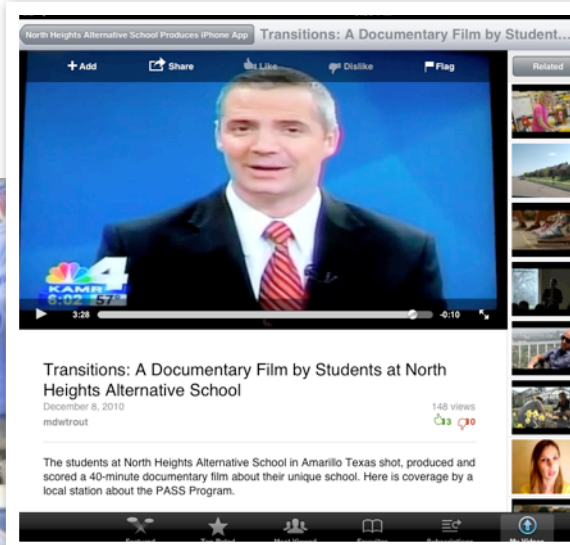 North Heights Alternative School Produces iPhone App
Transitions: A Documentary Film by Student...
+ Add
Share
Like
Dislike
Flag
Related
4
KAMR
6:02 57°
3:28
-0:10
Transitions: A Documentary Film by Students at North
Heights Alternative School
December 8, 2010
148 views
mdwtrout
3
0
The students at North Heights Alternative School in Amarillo Texas shot, produced and
scored a 40-minute documentary film about their unique school. Here is coverage by a
local station about the PASS Program.
Featured
Top Rated
Most Viewed
Favorites
Subscriptions
My Videos